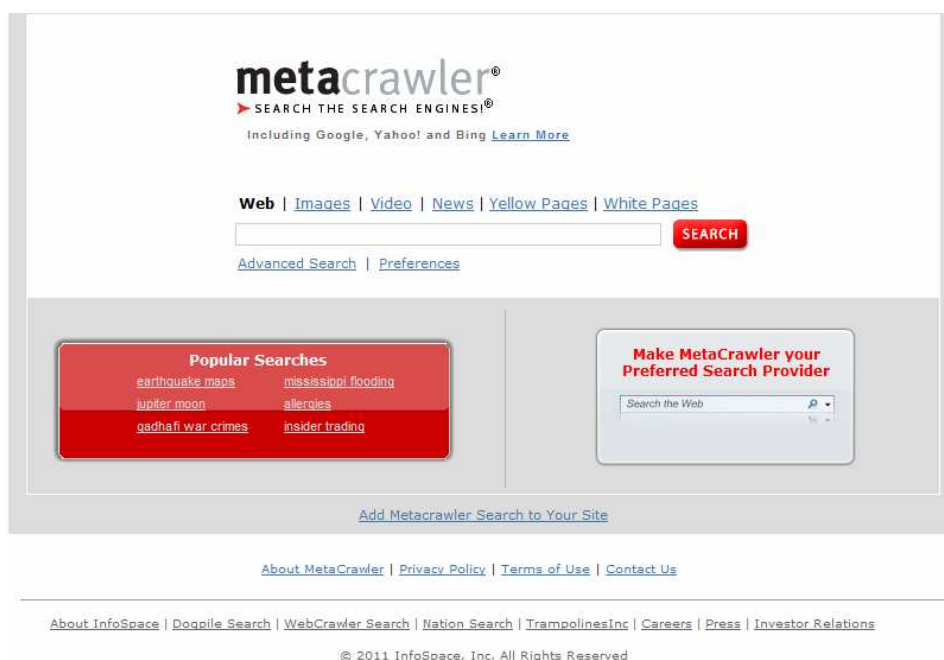 metacrawler®
SEARCH THE SEARCH ENGINES!®
Including Google, Yahoo! and Bing Learn More
Web | Images | Video | News | Yellow Pages | White Pages
SEARCH
Advanced Search | Preferences
Popular Searches
earthquake maps mississippi flooding
jupiter moon allergies
gadhafi war crimes insider trading
Make MetaCrawler your
Preferred Search Provider
Search the Web
Add Metacrawler Search to Your Site
About MetaCrawler | Privacy Policy | Terms of Use | Contact Us
About InfoSpace | Dogpile Search | WebCrawler Search | Nation Search | TrampolinesInc | Careers | Press | Investor Relations
© 2011 InfoSpace, Inc. All Rights Reserved